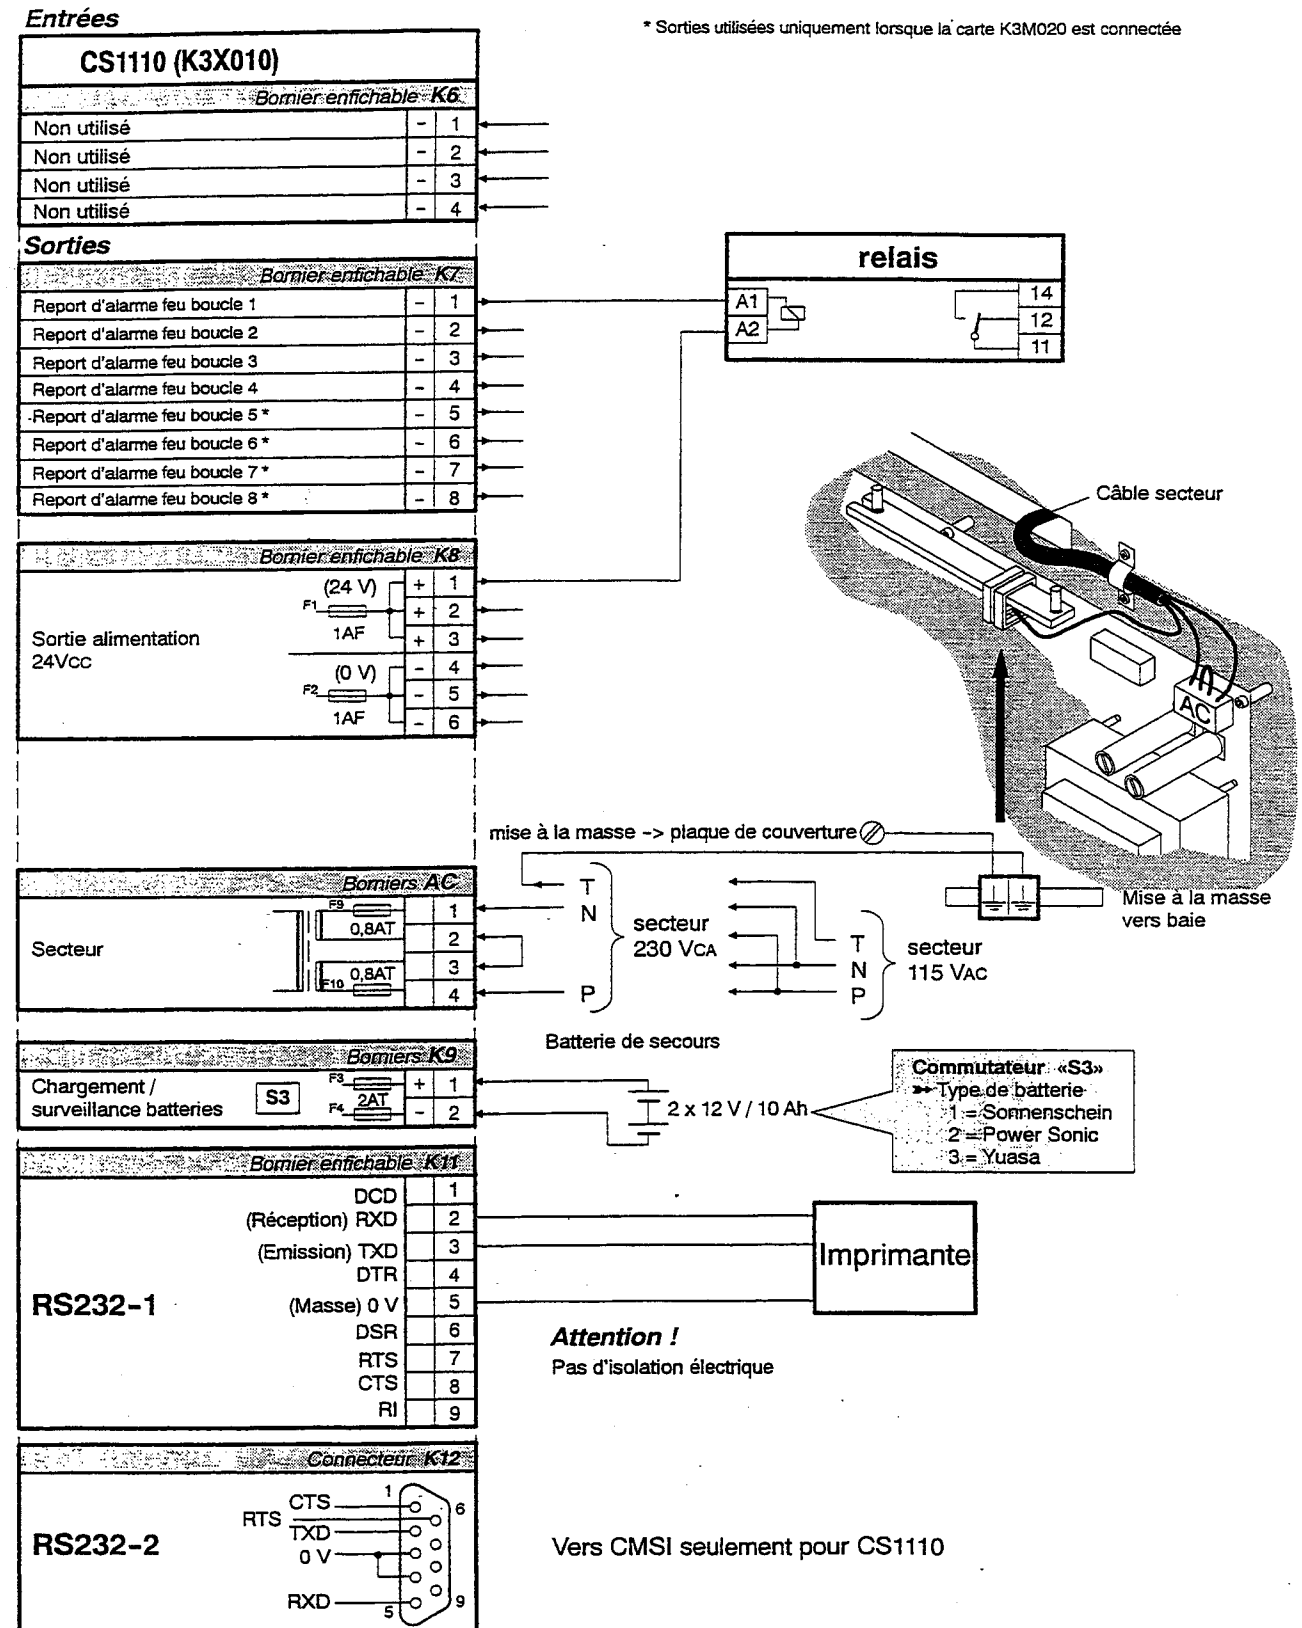 Entrées
* Sorties utilisées uniquement lorsque la carte K3M020 est connectée
CS1110 (K3X010)
Bornier enfichable K6
Non utilisé - 1
Non utilisé - 2
Non utilisé - 3
Non utilisé - 4
Sorties
Bornier enfichable K7
Report d'alarme feu boucle 1 - 1
Report d'alarme feu boucle 2 - 2
Report d'alarme feu boucle 3 - 3
Report d'alarme feu boucle 4 - 4
Report d'alarme feu boucle 5 * - 5
Report d'alarme feu boucle 6 * - 6
Report d'alarme feu boucle 7 * - 7
Report d'alarme feu boucle 8 * - 8
relais
A1
A2
14
12
11
Câble secteur
AC
Bornier enfichable K8
Sortie alimentation
24Vcc
(24 V)
F1
1AF
+ 1
+ 2
+ 3
(0 V)
F2
1AF
- 4
- 5
- 6
mise à la masse -> plaque de couverture
Mise à la masse
vers baie
Borniers AC
Secteur
F9
0,8AT
0,8AT
F10
1
2
3
4
T
N
P
secteur
230 VCA
T
N
P
secteur
115 VAC
Batterie de secours
Borniers K9
Chargement /
surveillance batteries
S3
F3
2AT
F4
+ 1
- 2
2 x 12 V / 10 Ah
Commutateur «S3»
Type de batterie
1 = Sonnenschein
2 = Power Sonic
3 = Yuasa
Bornier enfichable K11
RS232-1
DCD 1
(Réception) RXD 2
(Emission) TXD 3
DTR 4
(Masse) 0 V 5
DSR 6
RTS 7
CTS 8
RI 9
Imprimante
Attention !
Pas d'isolation électrique
Connecteur K12
RS232-2
CTS
RTS
TXD
0 V
RXD
1
6
5
9
Vers CMSI seulement pour CS1110